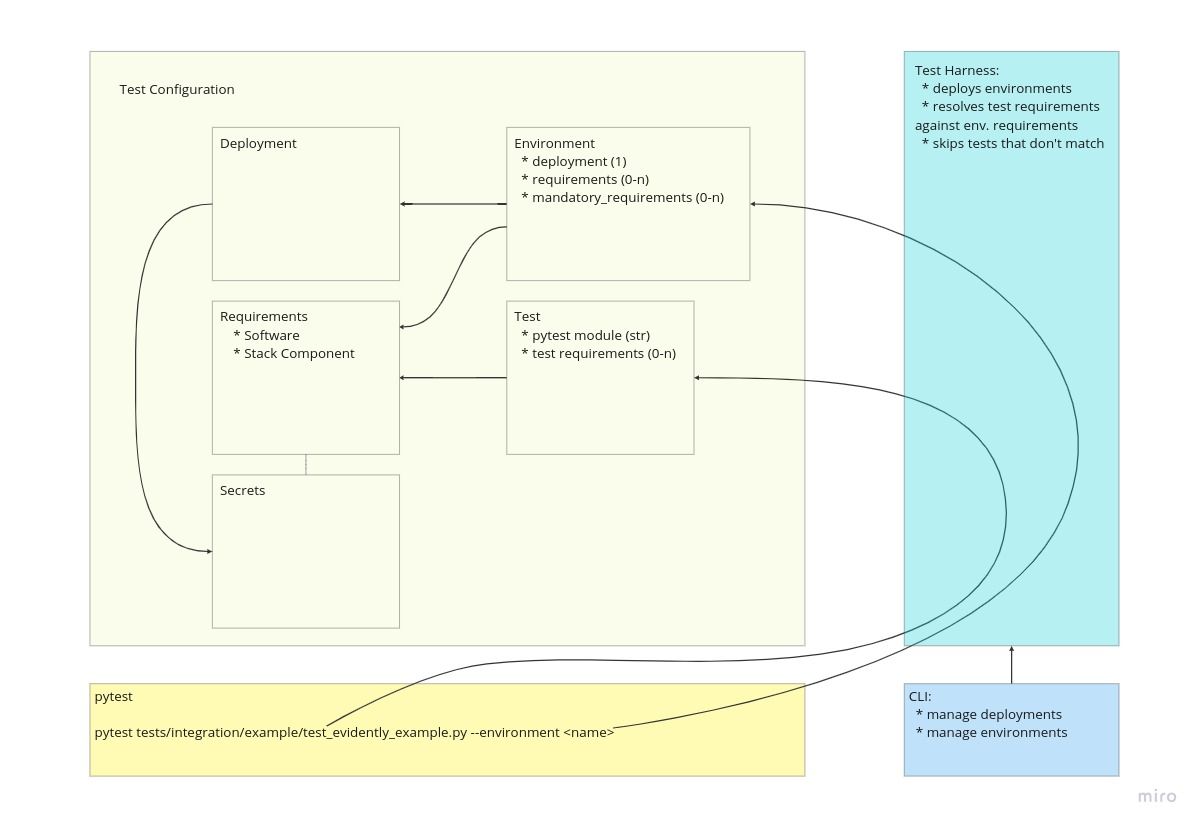 Test Configuration
Deployment
Environment
* deployment (1)
* requirements (0-n)
* mandatory_requirements (0-n)
Requirements
* Software
* Stack Component
Test
* pytest module (str)
* test requirements (0-n)
Secrets
Test Harness:
* deploys environments
* resolves test requirements
against env. requirements
* skips tests that don't match
pytest
pytest tests/integration/example/test_evidently_example.py --environment <name>
CLI:
* manage deployments
* manage environments
miro